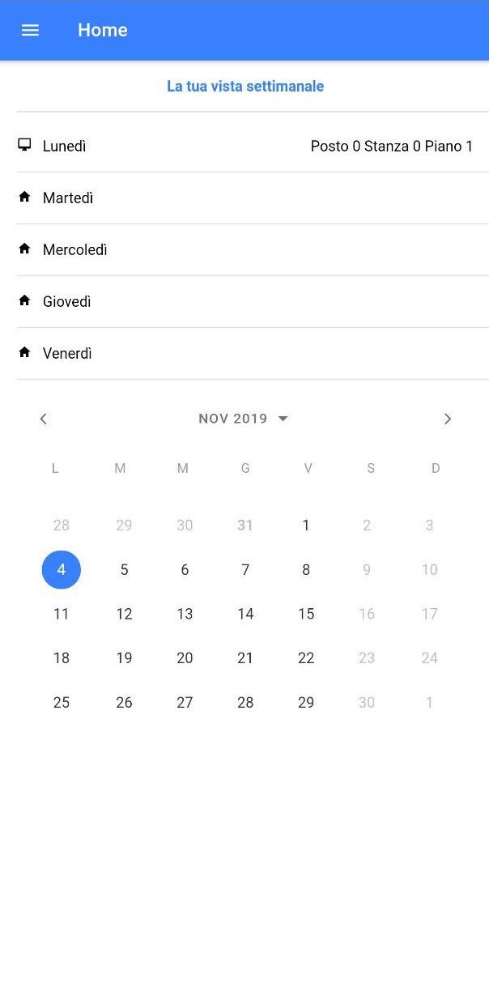 Home
La tua vista settimanale
Lunedì Posto 0 Stanza 0 Piano 1
Martedì
Mercoledì
Giovedì
Venerdì
NOV 2019
L M M G V S D
28 29 30 31 1 2 3
4 5 6 7 8 9 10
11 12 13 14 15 16 17
18 19 20 21 22 23 24
25 26 27 28 29 30 1